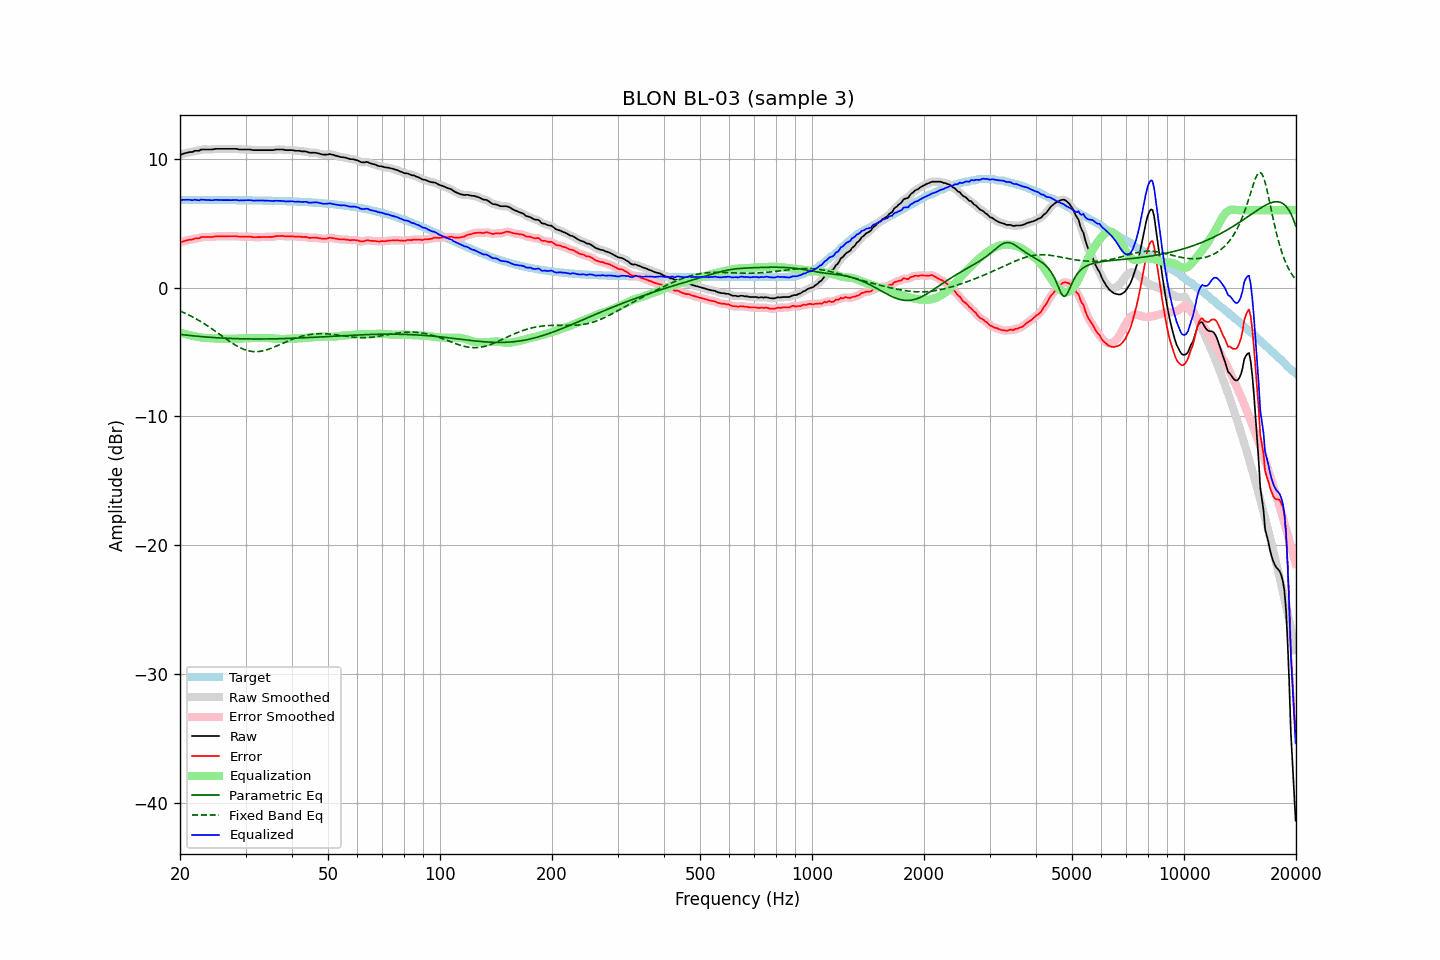 BLON BL-03 (sample 3)
10
0
−10
−20
−30
−40
Amplitude (dBr)
Target
Raw Smoothed
Error Smoothed
Raw
Error
Equalization
Parametric Eq
Fixed Band Eq
Equalized
20 50 100 200 500 1000 2000 5000 10000 20000
Frequency (Hz)